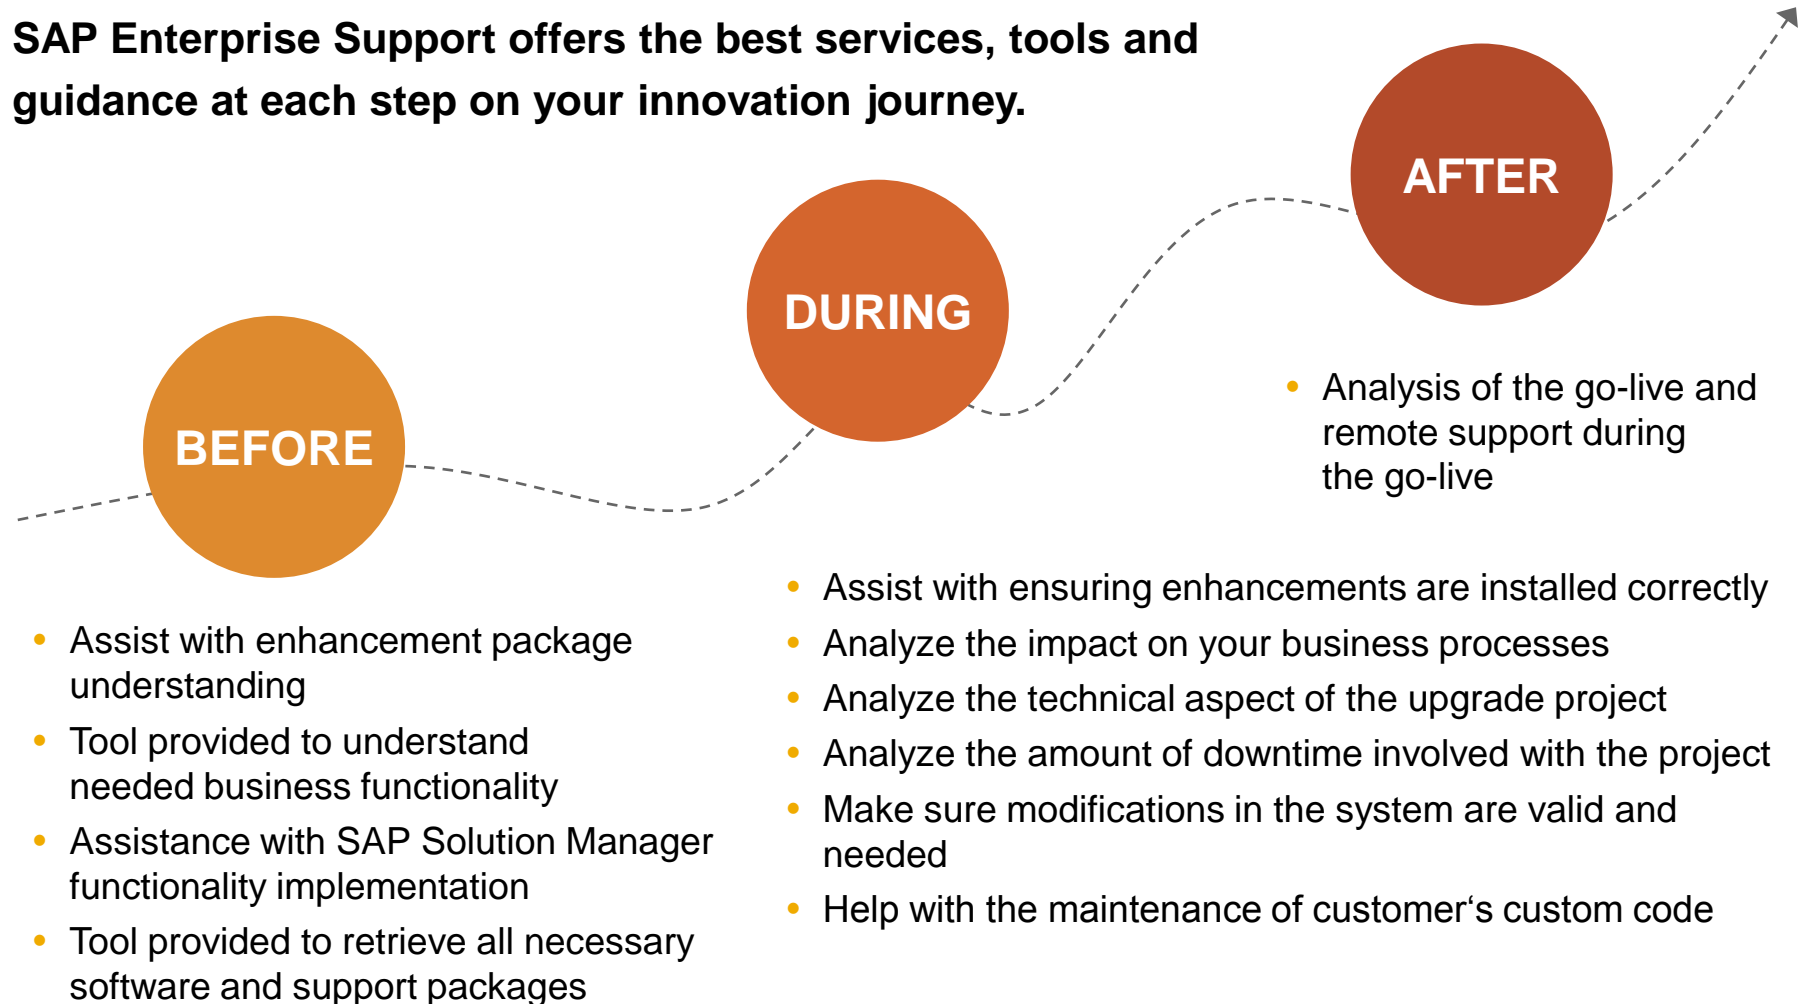 SAP Enterprise Support offers the best services, tools and
guidance at each step on your innovation journey.
BEFORE
• Assist with enhancement package
understanding
• Tool provided to understand
needed business functionality
• Assistance with SAP Solution Manager
functionality implementation
• Tool provided to retrieve all necessary
software and support packages
DURING
• Assist with ensuring enhancements are installed correctly
• Analyze the impact on your business processes
• Analyze the technical aspect of the upgrade project
• Analyze the amount of downtime involved with the project
• Make sure modifications in the system are valid and
needed
• Help with the maintenance of customer‘s custom code
AFTER
• Analysis of the go-live and
remote support during
the go-live